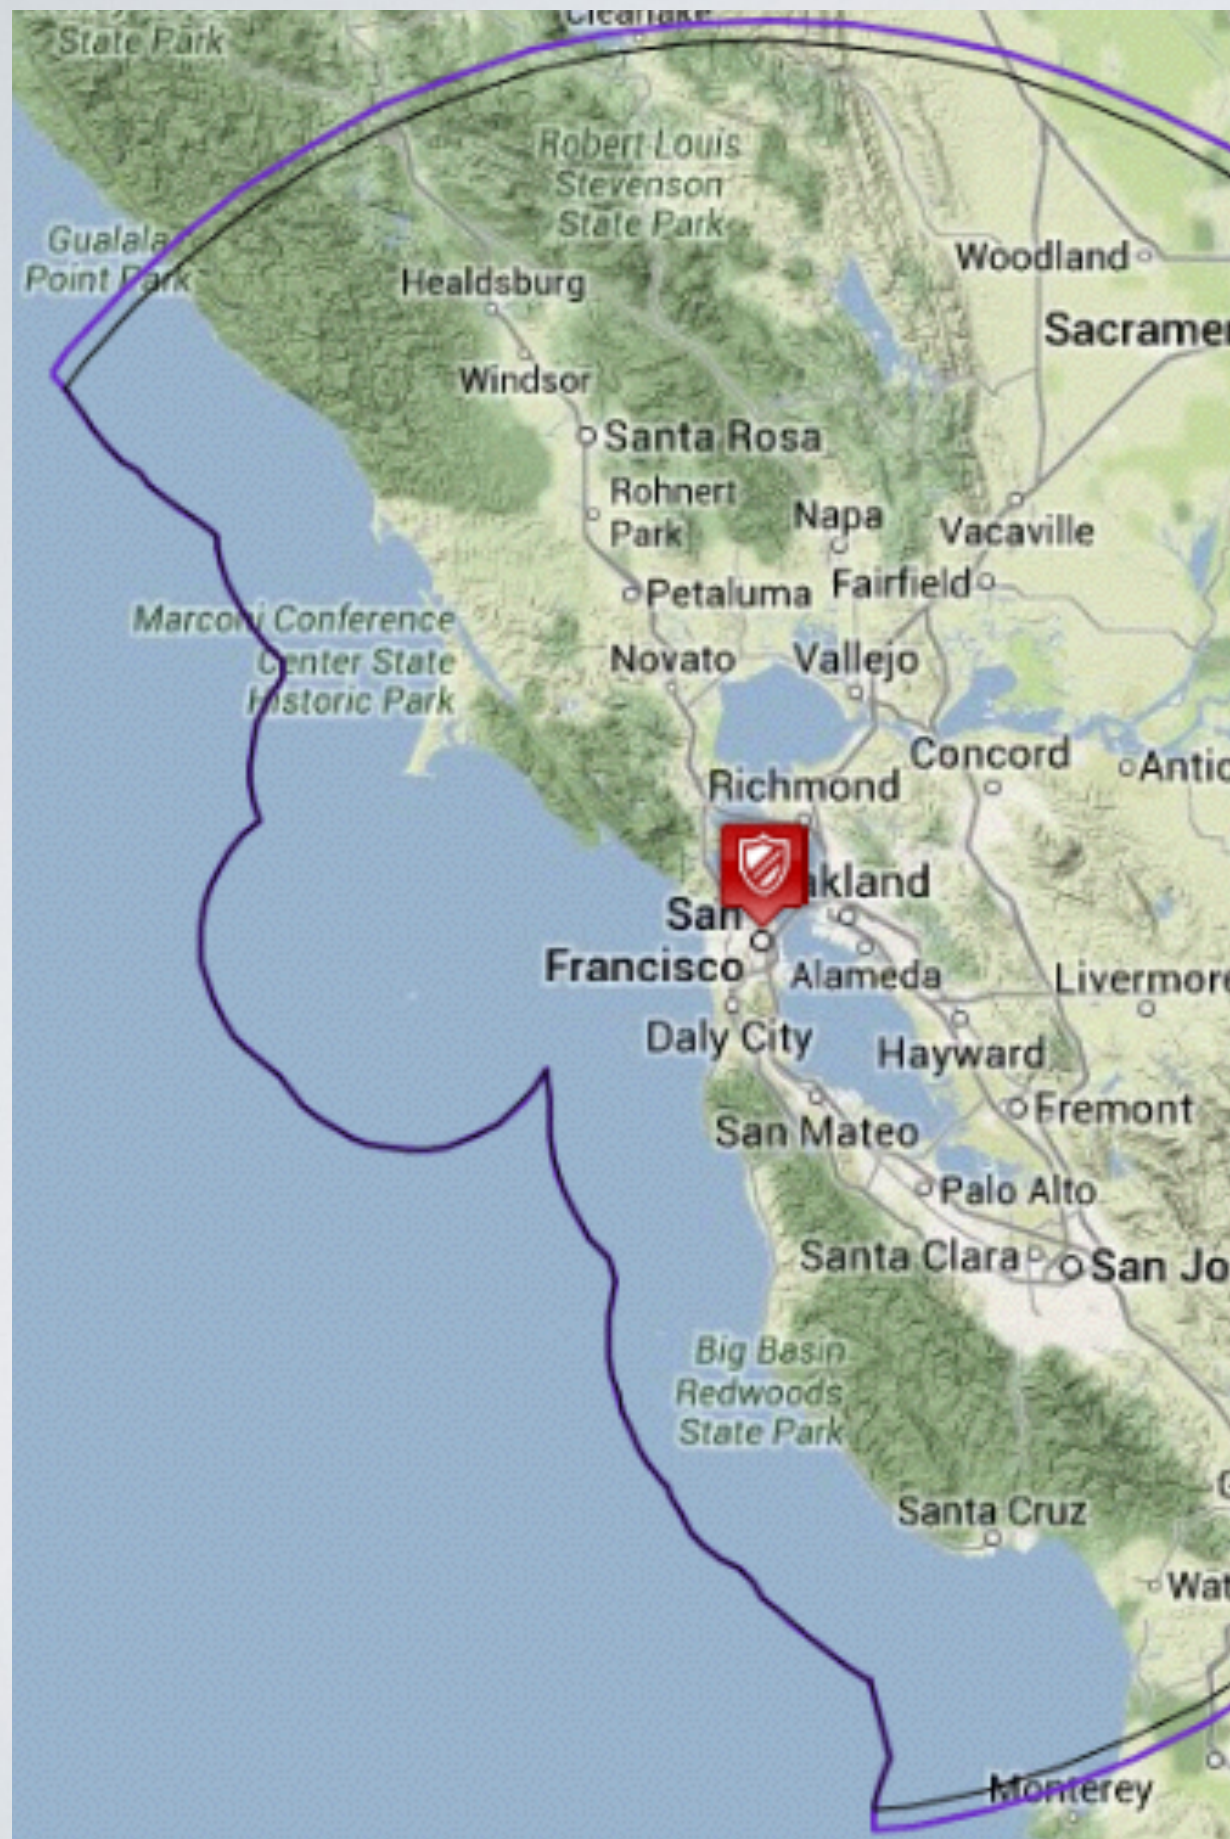 Clearlake
State Park
Robert Louis
Stevenson
State Park
Gualala
Point Park
Woodland
Healdsburg
Sacramen
Windsor
Santa Rosa
Rohnert
Park
Napa
Vacaville
Petaluma
Fairfield
Marconi Conference
Center State
Historic Park
Novato
Vallejo
Concord
Antio
Richmond
akland
San
Francisco
Alameda
Livermore
Daly City
Hayward
Fremont
San Mateo
Palo Alto
Santa Clara
San Jo
Big Basin
Redwoods
State Park
Santa Cruz
Wat
Monterey